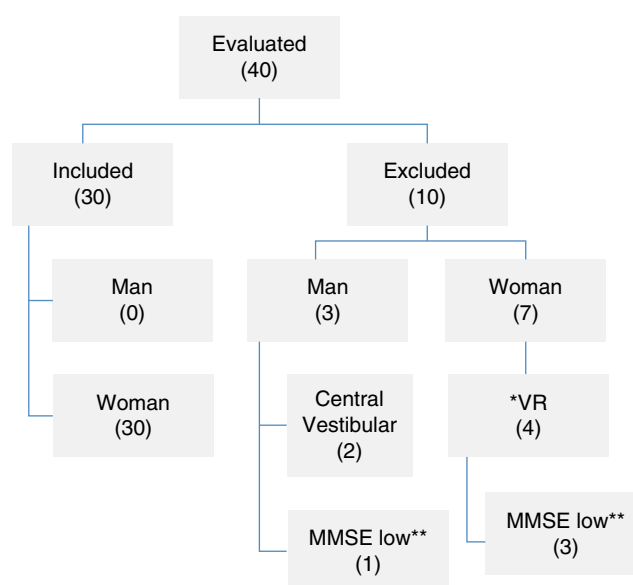 Evaluated
(40)
Included
(30)
Excluded
(10)
Man
(0)
Woman
(30)
Man
(3)
Woman
(7)
Central
Vestibular
(2)
MMSE low**
(1)
*VR
(4)
MMSE low**
(3)